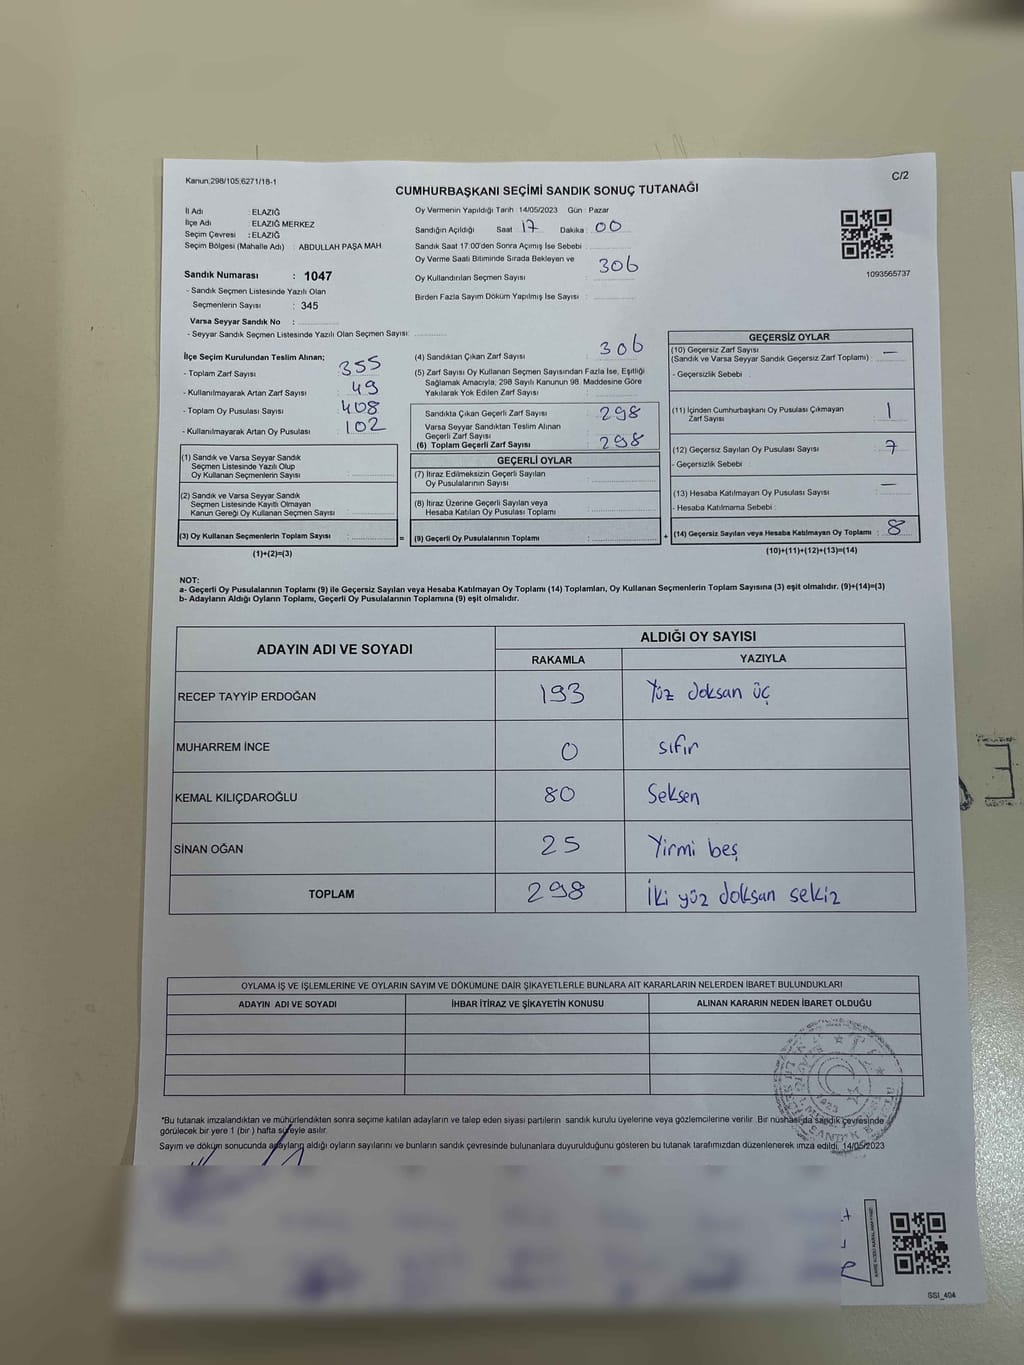 Kanun,298/105,6271/18-1
C/2
CUMHURBAŞKANI SEÇİMİ SANDIK SONUÇ TUTANAĞI
İl Adı : ELAZIĞ
İlçe Adı : ELAZIĞ MERKEZ
Seçim Çevresi : ELAZIĞ
Seçim Bölgesi (Mahalle Adı) : ABDULLAH PAŞA MAH
Sandık Numarası : 1047
- Sandık Seçmen Listesinde Yazılı Olan
Seçmenlerin Sayısı : 345
Varsa Seyyar Sandık No :
- Seyyar Sandık Seçmen Listesinde Yazılı Olan Seçmen Sayısı:
Oy Vermenin Yapıldığı Tarih : 14/05/2023 Gün : Pazar
Sandığın Açıldığı Saat : 17 Dakika : 00
Sandık Saat 17:00'den Sonra Açımış İse Sebebi :
Oy Verme Saati Bitiminde Sırada Bekleyen ve
Oy Kullandırılan Seçmen Sayısı : 306
Birden Fazla Sayım Döküm Yapılmış İse Sayısı :
1093565737
İlçe Seçim Kurulundan Teslim Alınan;
- Toplam Zarf Sayısı : 355
- Kullanılmayarak Artan Zarf Sayısı : 49
- Toplam Oy Pusulası Sayısı : 408
- Kullanılmayarak Artan Oy Pusulası : 102
(1) Sandık ve Varsa Seyyar Sandık
Seçmen Listesinde Yazılı Olup
Oy Kullanan Seçmenlerin Sayısı :
(2) Sandık ve Varsa Seyyar Sandık
Seçmen Listesinde Kayıtlı Olmayan
Kanun Gereği Oy Kullanan Seçmen Sayısı :
(3) Oy Kullanan Seçmenlerin Toplam Sayısı :
(1)+(2)=(3)
(4) Sandıktan Çıkan Zarf Sayısı : 306
(5) Zarf Sayısı Oy Kullanan Seçmen Sayısından Fazla İse, Eşitliği
Sağlamak Amacıyla, 298 Sayılı Kanunun 98. Maddesine Göre
Yakılarak Yok Edilen Zarf Sayısı :
Sandıkta Çıkan Geçerli Zarf Sayısı : 298
Varsa Seyyar Sandıktan Teslim Alınan
Geçerli Zarf Sayısı :
(6) Toplam Geçerli Zarf Sayısı : 298
GEÇERLİ OYLAR
(7) İtiraz Edilmeksizin Geçerli Sayılan
Oy Pusulalarının Sayısı :
(8) İtiraz Üzerine Geçerli Sayılan veya
Hesaba Katılan Oy Pusulası Toplamı :
= (9) Geçerli Oy Pusulalarının Toplamı :
GEÇERSİZ OYLAR
(10) Geçersiz Zarf Sayısı
(Sandık ve Varsa Seyyar Sandık Geçersiz Zarf Toplamı) : —
- Geçersizlik Sebebi :
(11) İçinden Cumhurbaşkanı Oy Pusulası Çıkmayan
Zarf Sayısı : 1
(12) Geçersiz Sayılan Oy Pusulası Sayısı : 7
- Geçersizlik Sebebi :
(13) Hesaba Katılmayan Oy Pusulası Sayısı : —
- Hesaba Katılmama Sebebi :
+ (14) Geçersiz Sayılan veya Hesaba Katılmayan Oy Toplamı : 8
(10)+(11)+(12)+(13)=(14)
NOT:
a- Geçerli Oy Pusulalarının Toplamı (9) ile Geçersiz Sayılan veya Hesaba Katılmayan Oy Toplamı (14) Toplamları, Oy Kullanan Seçmenlerin Toplam Sayısına (3) eşit olmalıdır. (9)+(14)=(3)
b- Adayların Aldığı Oyların Toplamı, Geçerli Oy Pusulalarının Toplamına (9) eşit olmalıdır.
ADAYIN ADI VE SOYADI
ALDIĞI OY SAYISI
RAKAMLA YAZIYLA
RECEP TAYYİP ERDOĞAN 193 Yüz doksan üç
MUHARREM İNCE 0 sıfır
KEMAL KILIÇDAROĞLU 80 Seksen
SİNAN OĞAN 25 Yirmi beş
TOPLAM 298 İki yüz doksan sekiz
OYLAMA İŞ VE İŞLEMLERİNE VE OYLARIN SAYIM VE DÖKÜMÜNE DAİR ŞİKAYETLERLE BUNLARA AİT KARARLARIN NELERDEN İBARET BULUNDUKLARI
ADAYIN ADI VE SOYADI İHBAR İTİRAZ VE ŞİKAYETİN KONUSU ALINAN KARARIN NEDEN İBARET OLDUĞU
*Bu tutanak imzalandıktan ve mühürlendikten sonra seçime katılan adayların ve talep eden siyasi partilerin sandık kurulu üyelerine veya gözlemcilerine verilir. Bir nüshası da sandık çevresinde
görülecek bir yere 1 (bir ) hafta süreyle asılır.
Sayım ve döküm sonucunda adayların aldığı oyların sayılarını ve bunların sandık çevresinde bulunanlara duyurulduğunu gösteren bu tutanak tarafımızdan düzenlenerek imza edildi. 14/05/2023
SSI_404